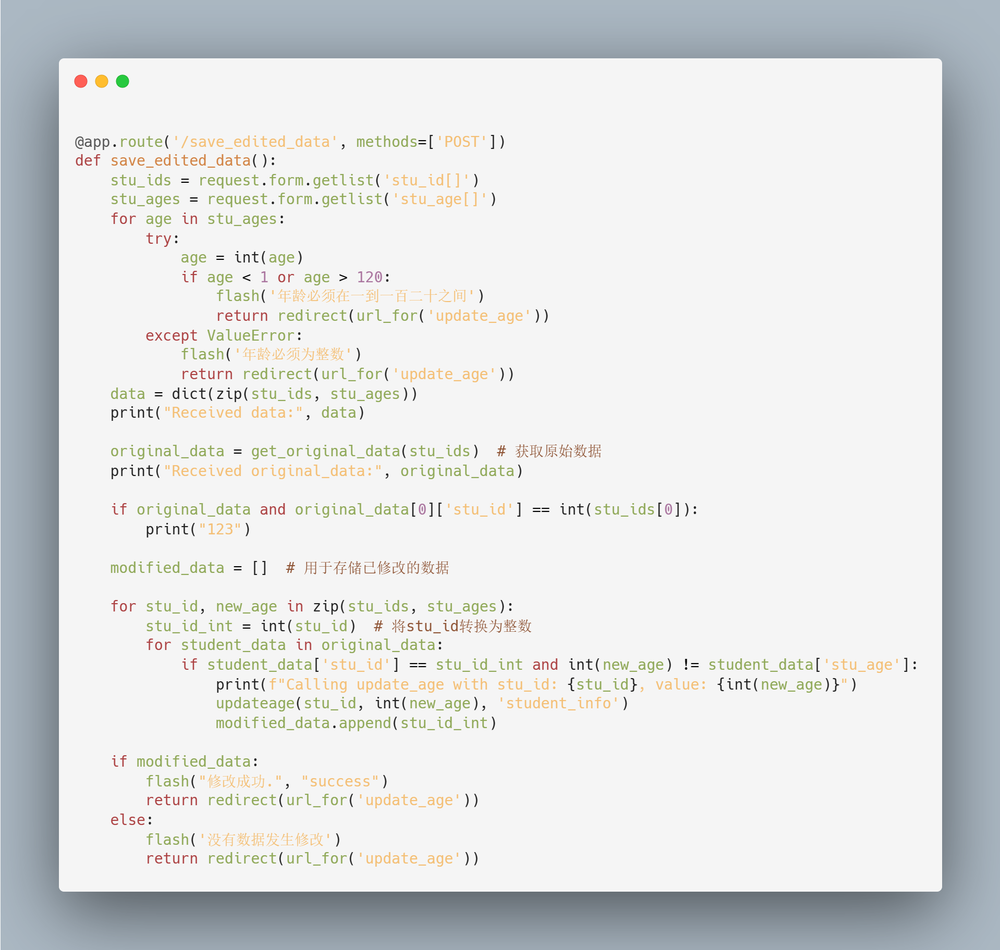 @app.route('/save_edited_data', methods=['POST'])
def save_edited_data():
    stu_ids = request.form.getlist('stu_id[]')
    stu_ages = request.form.getlist('stu_age[]')
    for age in stu_ages:
        try:
            age = int(age)
            if age < 1 or age > 120:
                flash('年龄必须在一到一百二十之间')
                return redirect(url_for('update_age'))
        except ValueError:
            flash('年龄必须为整数')
            return redirect(url_for('update_age'))
    data = dict(zip(stu_ids, stu_ages))
    print("Received data:", data)

    original_data = get_original_data(stu_ids)  # 获取原始数据
    print("Received original_data:", original_data)

    if original_data and original_data[0]['stu_id'] == int(stu_ids[0]):
        print("123")

    modified_data = []  # 用于存储已修改的数据

    for stu_id, new_age in zip(stu_ids, stu_ages):
        stu_id_int = int(stu_id)  # 将stu_id转换为整数
        for student_data in original_data:
            if student_data['stu_id'] == stu_id_int and int(new_age) != student_data['stu_age']:
                print(f"Calling update_age with stu_id: {stu_id}, value: {int(new_age)}")
                updateage(stu_id, int(new_age), 'student_info')
                modified_data.append(stu_id_int)

    if modified_data:
        flash("修改成功.", "success")
        return redirect(url_for('update_age'))
    else:
        flash('没有数据发生修改')
        return redirect(url_for('update_age'))